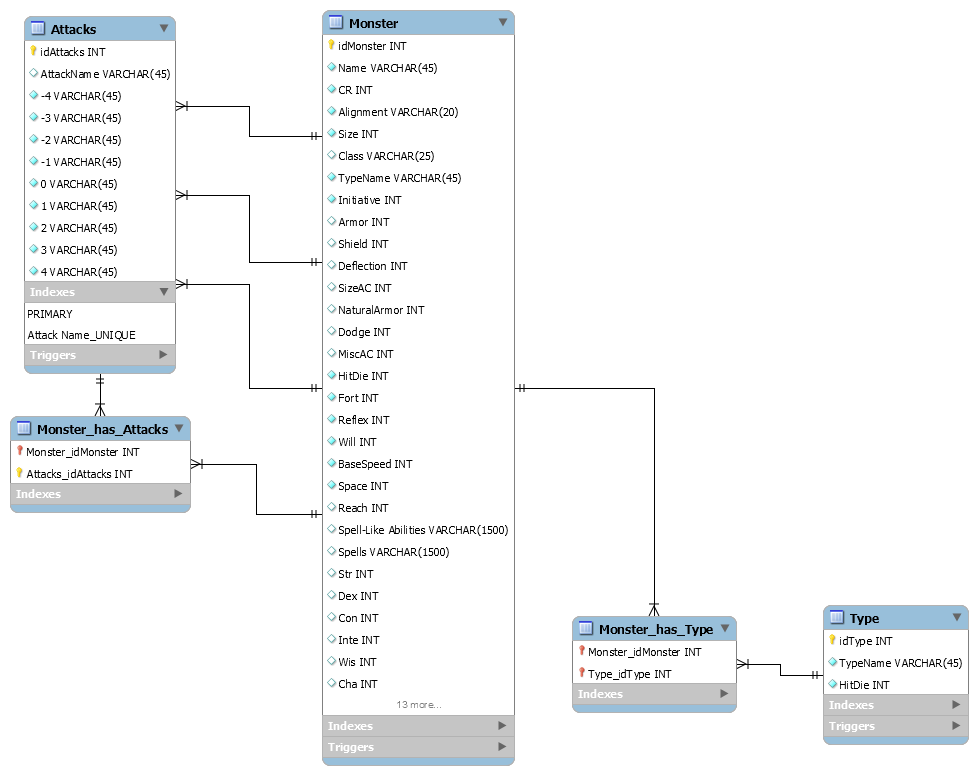 Attacks
idAttacks INT
AttackName VARCHAR(45)
-4 VARCHAR(45)
-3 VARCHAR(45)
-2 VARCHAR(45)
-1 VARCHAR(45)
0 VARCHAR(45)
1 VARCHAR(45)
2 VARCHAR(45)
3 VARCHAR(45)
4 VARCHAR(45)
Indexes
PRIMARY
Attack Name_UNIQUE
Triggers
Monster_has_Attacks
Monster_idMonster INT
Attacks_idAttacks INT
Indexes
Monster
idMonster INT
Name VARCHAR(45)
CR INT
Alignment VARCHAR(20)
Size INT
Class VARCHAR(25)
TypeName VARCHAR(45)
Initiative INT
Armor INT
Shield INT
Deflection INT
SizeAC INT
NaturalArmor INT
Dodge INT
MiscAC INT
HitDie INT
Fort INT
Reflex INT
Will INT
BaseSpeed INT
Space INT
Reach INT
Spell-Like Abilities VARCHAR(1500)
Spells VARCHAR(1500)
Str INT
Dex INT
Con INT
Inte INT
Wis INT
Cha INT
13 more...
Indexes
Triggers
Monster_has_Type
Monster_idMonster INT
Type_idType INT
Indexes
Type
idType INT
TypeName VARCHAR(45)
HitDie INT
Indexes
Triggers